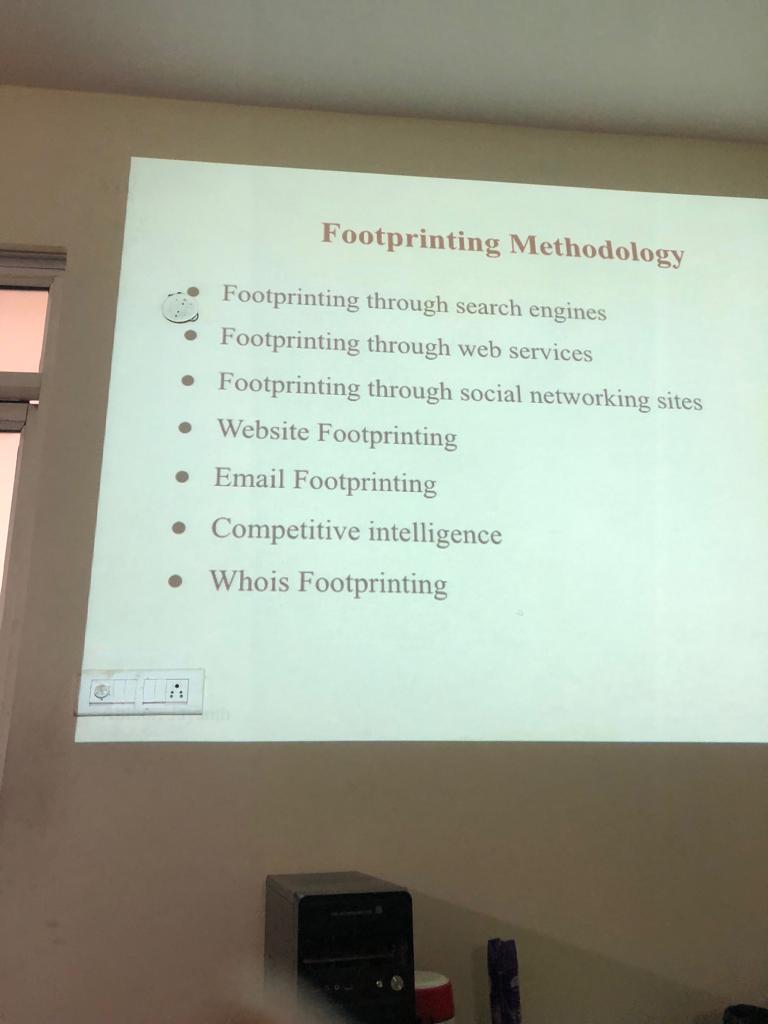 Footprinting Methodology
Footprinting through search engines
Footprinting through web services
Footprinting through social networking sites
Website Footprinting
Email Footprinting
Competitive intelligence
Whois Footprinting